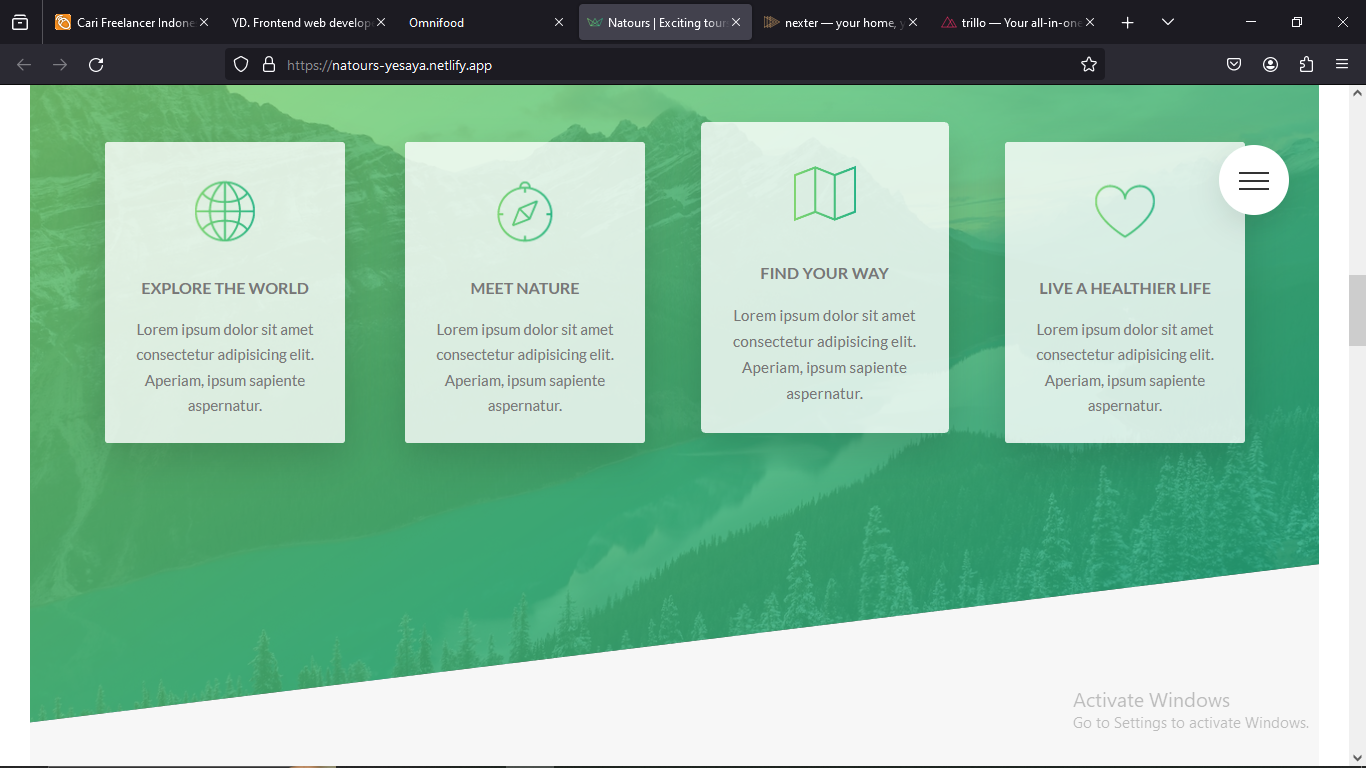 Cari Freelancer Indone
YD. Frontend web develop
Omnifood
Natours | Exciting tour
nexter — your home, y
trillo — Your all-in-one
https://natours-yesaya.netlify.app
EXPLORE THE WORLD
Lorem ipsum dolor sit amet
consectetur adipisicing elit.
Aperiam, ipsum sapiente
aspernatur.
MEET NATURE
Lorem ipsum dolor sit amet
consectetur adipisicing elit.
Aperiam, ipsum sapiente
aspernatur.
FIND YOUR WAY
Lorem ipsum dolor sit amet
consectetur adipisicing elit.
Aperiam, ipsum sapiente
aspernatur.
LIVE A HEALTHIER LIFE
Lorem ipsum dolor sit amet
consectetur adipisicing elit.
Aperiam, ipsum sapiente
aspernatur.
Activate Windows
Go to Settings to activate Windows.